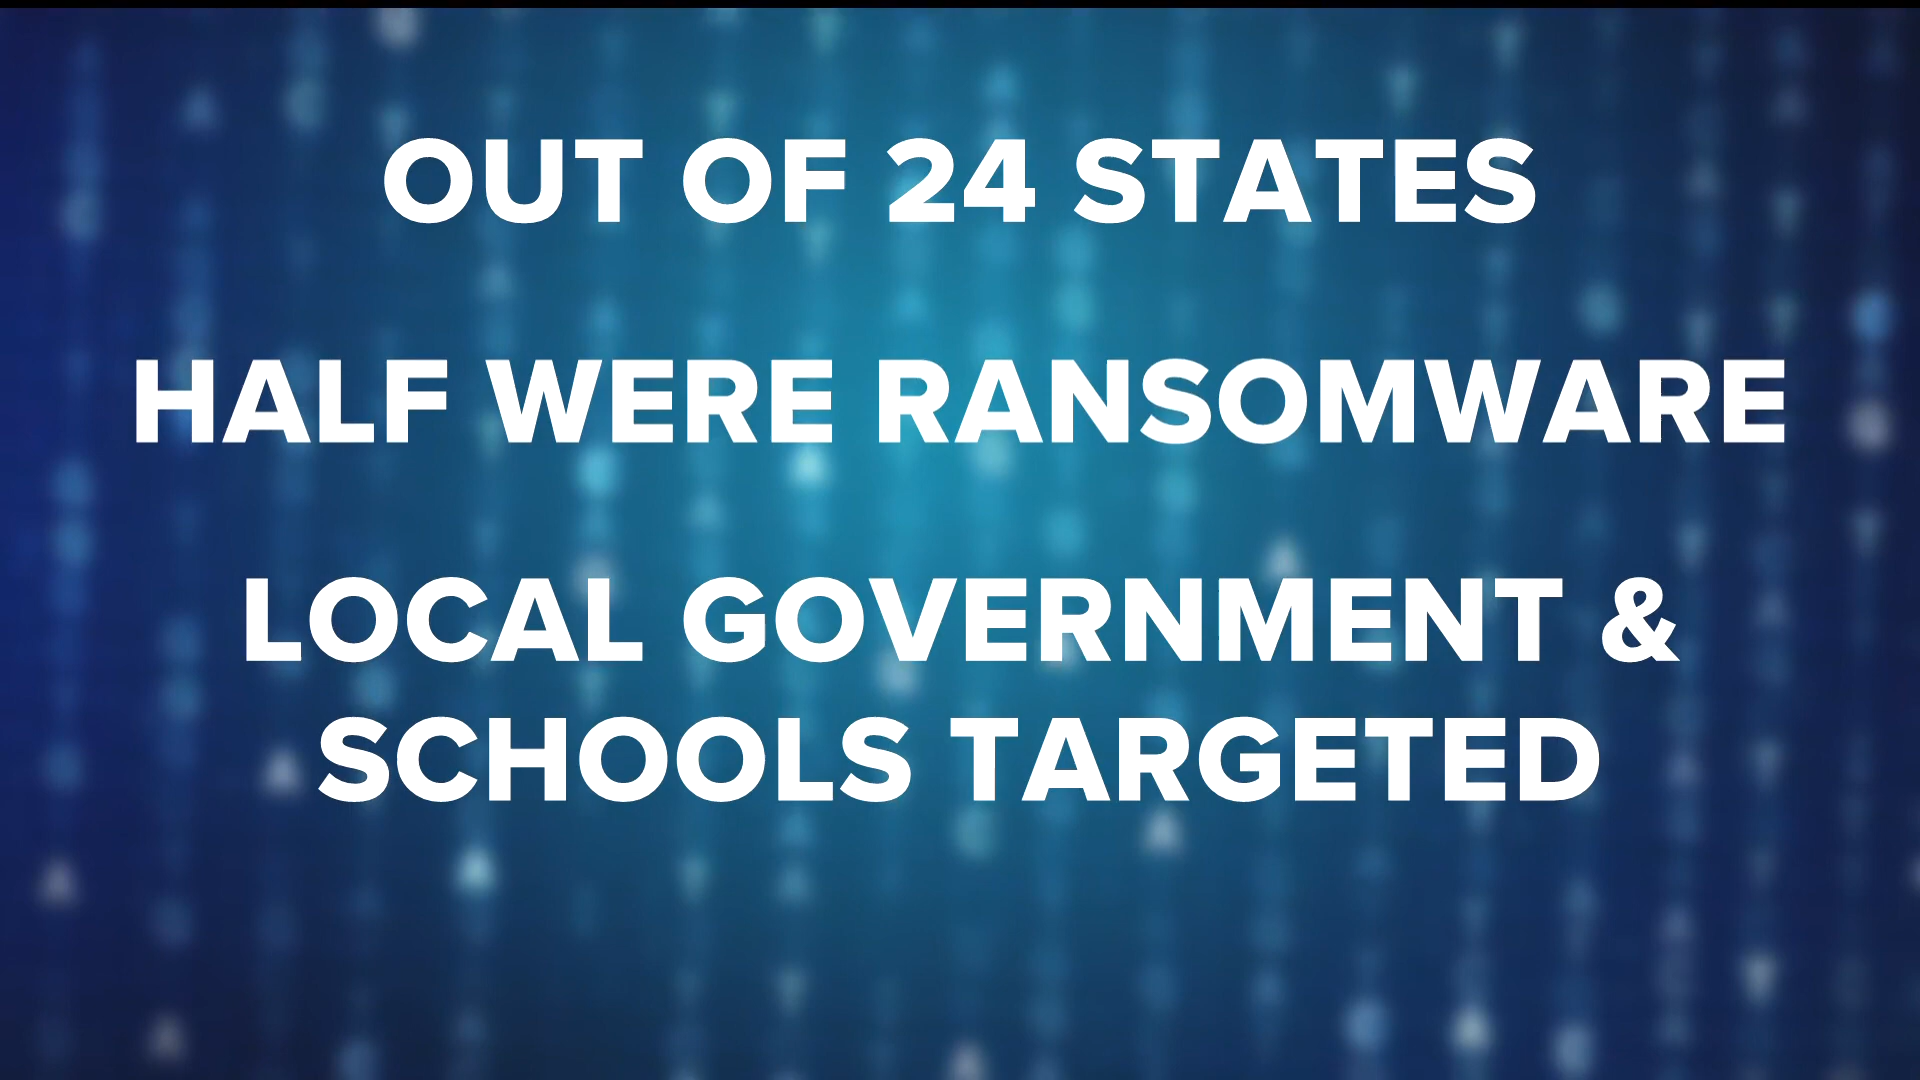 OUT OF 24 STATES
HALF WERE RANSOMWARE
LOCAL GOVERNMENT &
SCHOOLS TARGETED